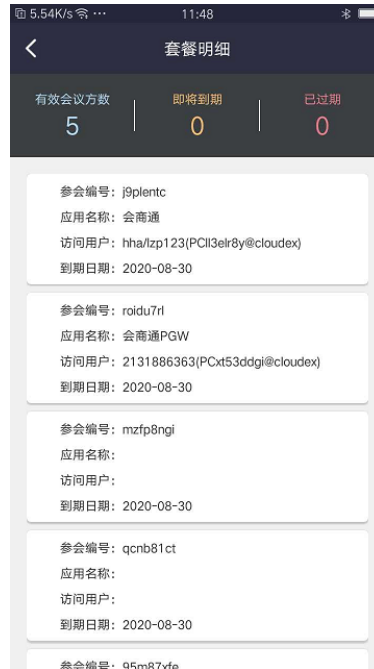 5.54K/s ... 11:48
套餐明细
有效会议方数 即将到期 已过期
5 0 0
参会编号：j9plentc
应用名称：会商通
访问用户：hha/lzp123(PCll3elr8y@cloudex)
到期日期：2020-08-30
参会编号：roidu7rl
应用名称：会商通PGW
访问用户：2131886363(PCxt53ddgi@cloudex)
到期日期：2020-08-30
参会编号：mzfp8ngi
应用名称：
访问用户：
到期日期：2020-08-30
参会编号：qcnb81ct
应用名称：
访问用户：
到期日期：2020-08-30
参会编号：95m87xfe